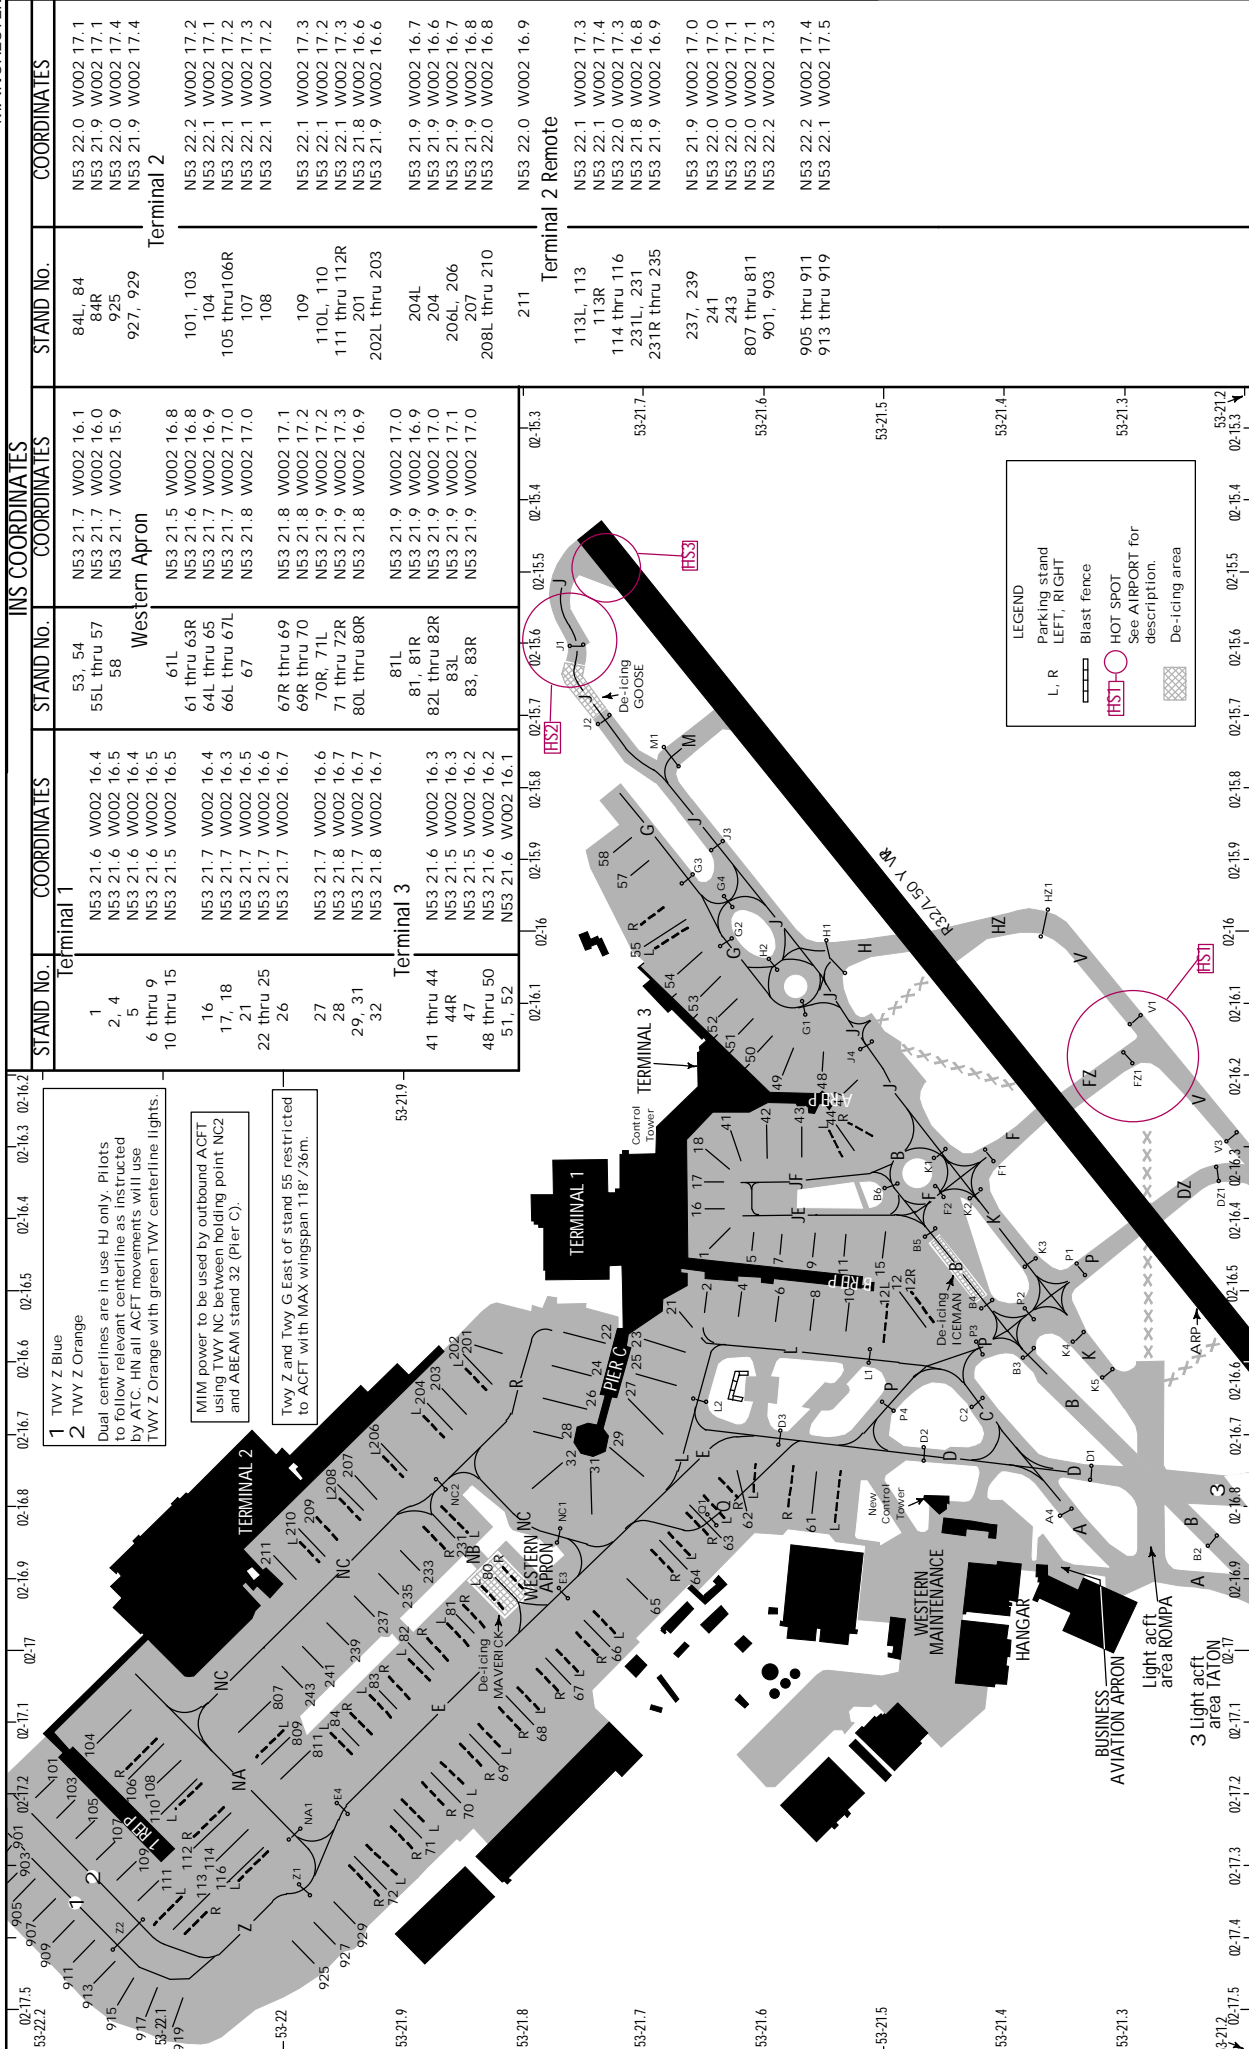 INS COORDINATES
STAND No.
COORDINATES
STAND No.
COORDINATES
STAND No.
COORDINATES
Terminal 1
1 N53 21.6 W002 16.4
2, 4 N53 21.6 W002 16.5
5 N53 21.6 W002 16.4
6 thru 9 N53 21.6 W002 16.5
10 thru 15 N53 21.5 W002 16.5
16 N53 21.7 W002 16.4
17, 18 N53 21.7 W002 16.3
21 N53 21.7 W002 16.5
22 thru 25 N53 21.7 W002 16.6
26 N53 21.7 W002 16.7
27 N53 21.7 W002 16.6
28 N53 21.8 W002 16.7
29, 31 N53 21.7 W002 16.7
32 N53 21.8 W002 16.7
Terminal 3
41 thru 44 N53 21.6 W002 16.3
44R N53 21.5 W002 16.3
47 N53 21.5 W002 16.2
48 thru 50 N53 21.6 W002 16.2
51, 52 N53 21.6 W002 16.1
53, 54 N53 21.7 W002 16.1
55L thru 57 N53 21.7 W002 16.0
58 N53 21.7 W002 15.9
Western Apron
61L N53 21.5 W002 16.8
61 thru 63R N53 21.6 W002 16.8
64L thru 65 N53 21.7 W002 16.9
66L thru 67L N53 21.7 W002 17.0
67 N53 21.8 W002 17.0
67R thru 69 N53 21.8 W002 17.1
69R thru 70 N53 21.8 W002 17.2
70R, 71L N53 21.9 W002 17.2
71 thru 72R N53 21.9 W002 17.3
80L thru 80R N53 21.8 W002 16.9
81L N53 21.9 W002 17.0
81, 81R N53 21.9 W002 16.9
82L thru 82R N53 21.9 W002 17.0
83L N53 21.9 W002 17.1
83, 83R N53 21.9 W002 17.0
84L, 84 N53 22.0 W002 17.1
84R N53 21.9 W002 17.1
925 N53 22.0 W002 17.4
927, 929 N53 21.9 W002 17.4
Terminal 2
101, 103 N53 22.2 W002 17.2
104 N53 22.1 W002 17.1
105 thru106R N53 22.1 W002 17.2
107 N53 22.1 W002 17.3
108 N53 22.1 W002 17.2
109 N53 22.1 W002 17.3
110L, 110 N53 22.1 W002 17.2
111 thru 112R N53 22.1 W002 17.3
201 N53 21.8 W002 16.6
202L thru 203 N53 21.9 W002 16.6
204L N53 21.9 W002 16.7
204 N53 21.9 W002 16.6
206L, 206 N53 21.9 W002 16.7
207 N53 21.9 W002 16.8
208L thru 210 N53 22.0 W002 16.8
211 N53 22.0 W002 16.9
Terminal 2 Remote
113L, 113 N53 22.1 W002 17.3
113R N53 22.1 W002 17.4
114 thru 116 N53 22.0 W002 17.3
231L, 231 N53 21.8 W002 16.8
231R thru 235 N53 21.9 W002 16.9
237, 239 N53 21.9 W002 17.0
241 N53 22.0 W002 17.0
243 N53 22.0 W002 17.1
807 thru 811 N53 22.0 W002 17.1
901, 903 N53 22.2 W002 17.3
905 thru 911 N53 22.2 W002 17.4
913 thru 919 N53 22.1 W002 17.5
1 TWY Z Blue
2 TWY Z Orange
Dual centerlines are in use HJ only. Pilots
to follow relevant centerline as instructed
by ATC. HN all ACFT movements will use
TWY Z Orange with green TWY centerline lights.
MIM power to be used by outbound ACFT
using TWY NC between holding point NC2
and ABEAM stand 32 (Pier C).
Twy Z and Twy G East of stand 55 restricted
to ACFT with MAX wingspan 118'/36m.
LEGEND
L, R
Parking stand
LEFT, RIGHT
Blast fence
HS1
HOT SPOT
See AIRPORT for
description.
De-icing area
TERMINAL 1
TERMINAL 2
TERMINAL 3
Control
Tower
PIER C
WESTERN
APRON
De-icing
MAVERICK
De-icing
ICEMAN
De-icing
GOOSE
New
Control
Tower
WESTERN
MAINTENANCE
HANGAR
BUSINESS
AVIATION APRON
Light acft
area ROMPA
3 Light acft
area TATON
ARP
HS1
HS2
HS3